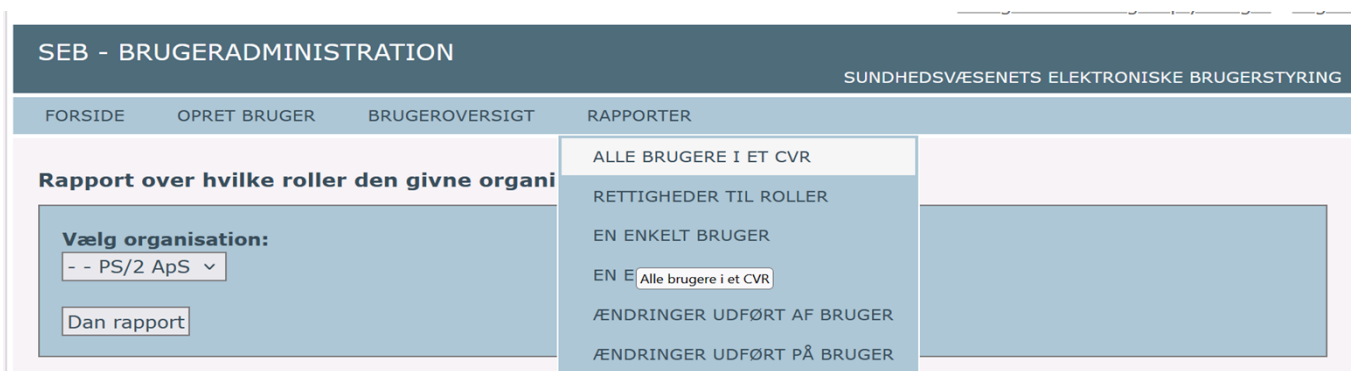 SEB - BRUGERADMINISTRATION
SUNDHEDSVÆSENETS ELEKTRONISKE BRUGERSTYRING
FORSIDE OPRET BRUGER BRUGEROVERSIGT RAPPORTER
ALLE BRUGERE I ET CVR
Rapport over hvilke roller den givne organi
RETTIGHEDER TIL ROLLER
Vælg organisation:
EN ENKELT BRUGER
- - PS/2 ApS
EN E
Alle brugere i et CVR
Dan rapport
ÆNDRINGER UDFØRT AF BRUGER
ÆNDRINGER UDFØRT PÅ BRUGER